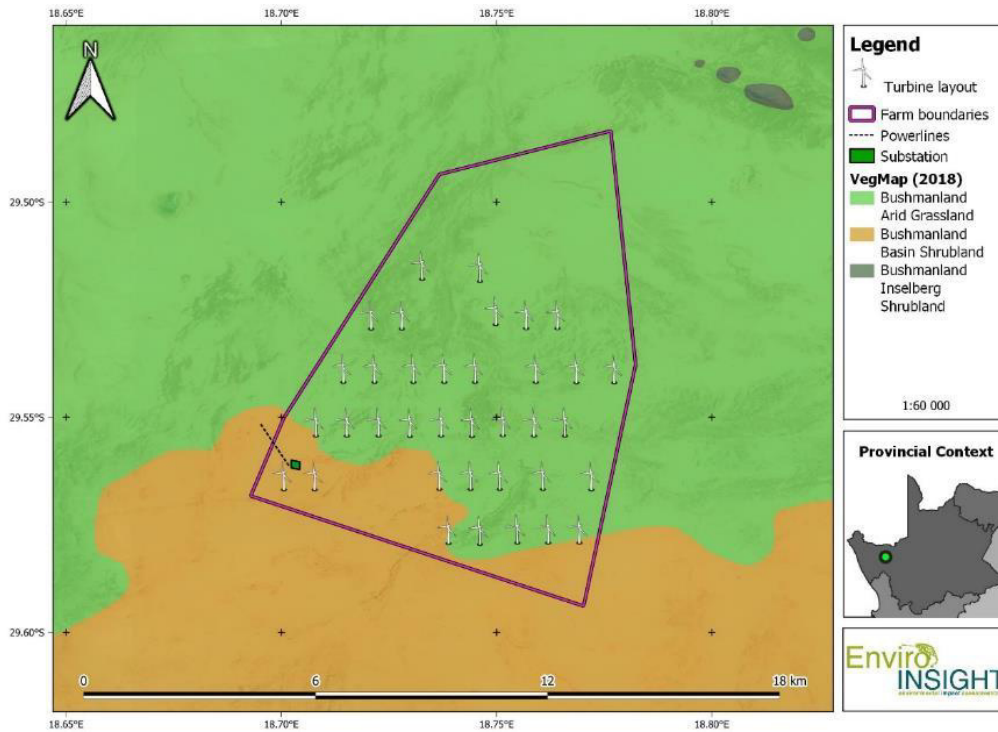 18.65°E
18.70°E
18.75°E
18.80°E
N
29.50°S
29.55°S
29.60°S
0
6
12
18 km
18.65°E
18.70°E
18.75°E
18.80°E
Legend
Turbine layout
Farm boundaries
Powerlines
Substation
VegMap (2018)
Bushmanland
Arid Grassland
Bushmanland
Basin Shrubland
Bushmanland
Inselberg
Shrubland
1:60 000
Provincial Context
Enviro
INSIGHT